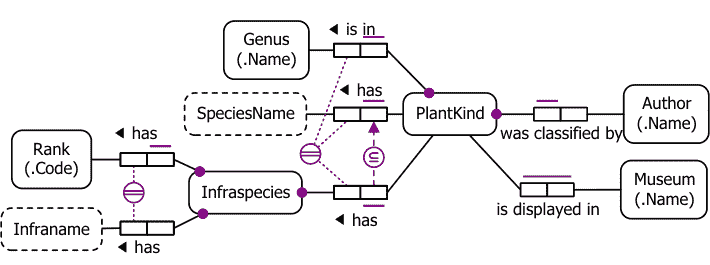 Genus
(.Name)
◄ is in
◄ has
SpeciesName
PlantKind
Author
(.Name)
was classified by
◄ has
Rank
(.Code)
Infraspecies
Museum
(.Name)
is displayed in
◄ has
Infraname
◄ has